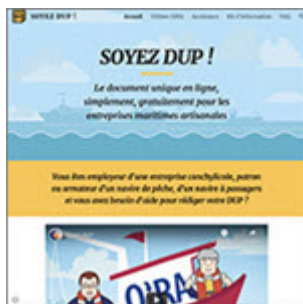 SOYEZ DUP !
Accueil
FAQ
SOYEZ DUP !
Le document unique en ligne,
simplement, gratuitement pour les
entreprises maritimes artisanales
Vous êtes employeur d'une entreprise conchylicole, patron
ou armateur d'un navire de pêche, d'un navire à passagers
et vous avez besoin d'aide pour rédiger votre DUP ?
OiRA